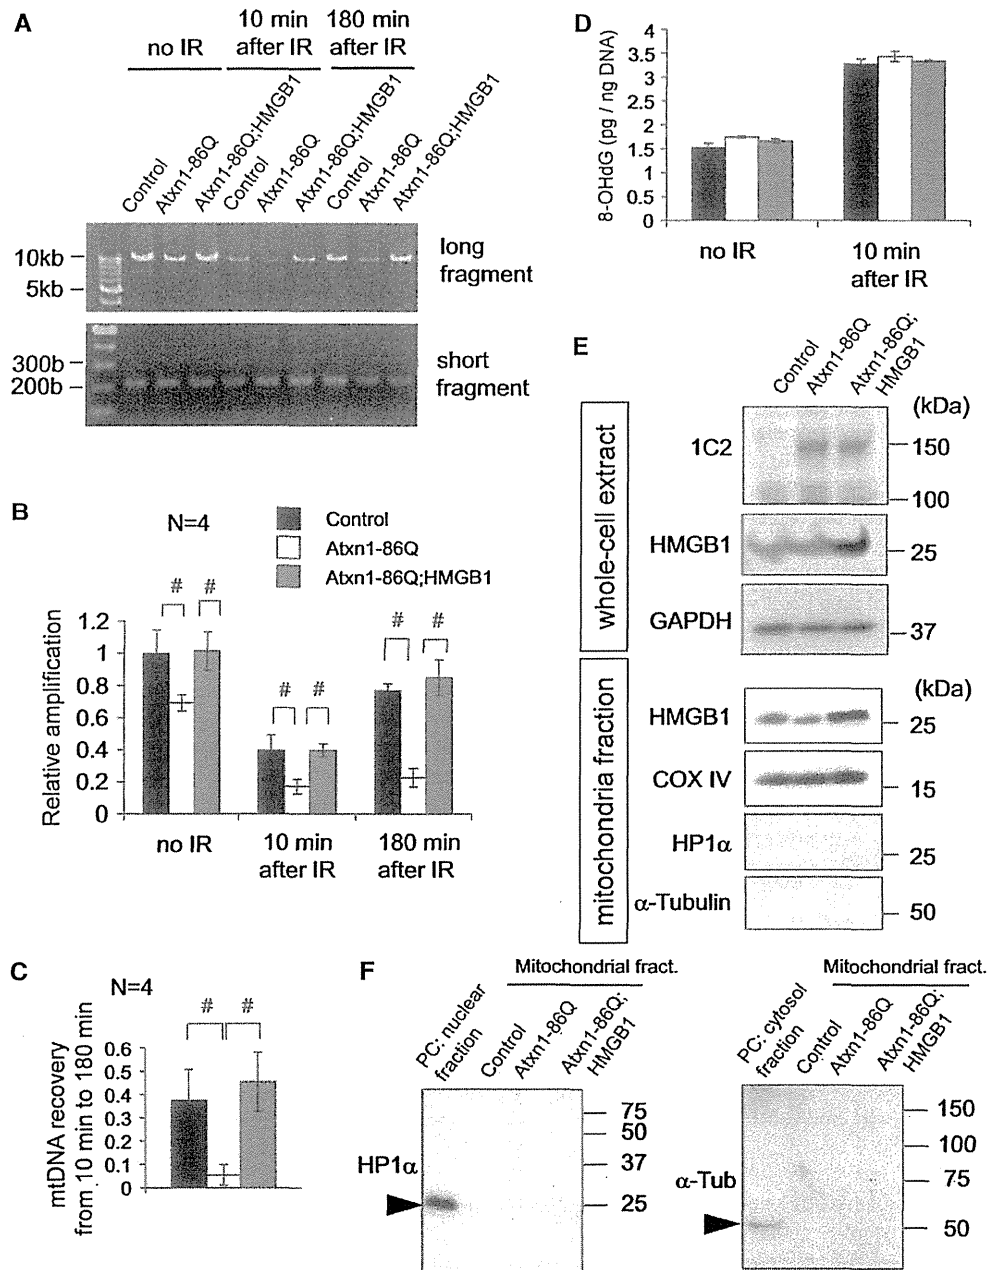 A
no IR
10 min
after IR
180 min
after IR
Control
Atxn1-86Q
Atxn1-86Q;HMGB1
Control
Atxn1-86Q
Atxn1-86Q;HMGB1
Control
Atxn1-86Q
Atxn1-86Q;HMGB1
10kb
5kb
long
fragment
300b
200b
short
fragment
B
N=4
Control
Atxn1-86Q
Atxn1-86Q;HMGB1
Relative amplification
1.2
1
0.8
0.6
0.4
0.2
0
# #
# #
# #
no IR
10 min
after IR
180 min
after IR
C
N=4
# #
mtDNA recovery
from 10 min to 180 min
0.6
0.5
0.4
0.3
0.2
0.1
0
D
8-OHdG (pg / ng DNA)
4
3.5
3
2.5
2
1.5
1
0.5
0
no IR
10 min
after IR
E
Control
Atxn1-86Q
Atxn1-86Q;
HMGB1
(kDa)
whole-cell extract
1C2
150
100
HMGB1
25
GAPDH
37
mitochondria fraction
(kDa)
HMGB1
25
COX IV
15
HP1α
25
α-Tubulin
50
F
Mitochondrial fract.
PC: nuclear
fraction
Control
Atxn1-86Q
Atxn1-86Q;
HMGB1
HP1α
75
50
37
25
Mitochondrial fract.
PC: cytosol
fraction
Control
Atxn1-86Q
Atxn1-86Q;
HMGB1
α-Tub
150
100
75
50